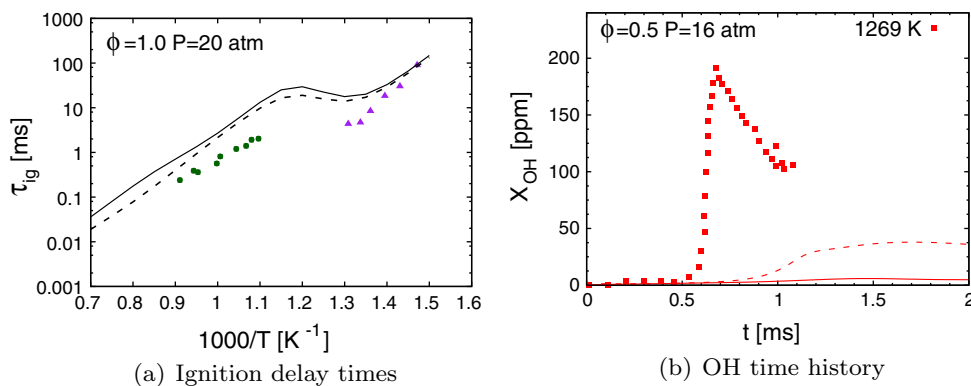 ϕ=1.0 P=20 atm
100
10
1
0.1
0.01
0.001
τig [ms]
0.7 0.8 0.9 1 1.1 1.2 1.3 1.4 1.5 1.6
1000/T [K⁻¹]
(a) Ignition delay times
ϕ=0.5 P=16 atm
1269 K
200
150
100
50
0
XOH [ppm]
0 0.5 1 1.5 2
t [ms]
(b) OH time history